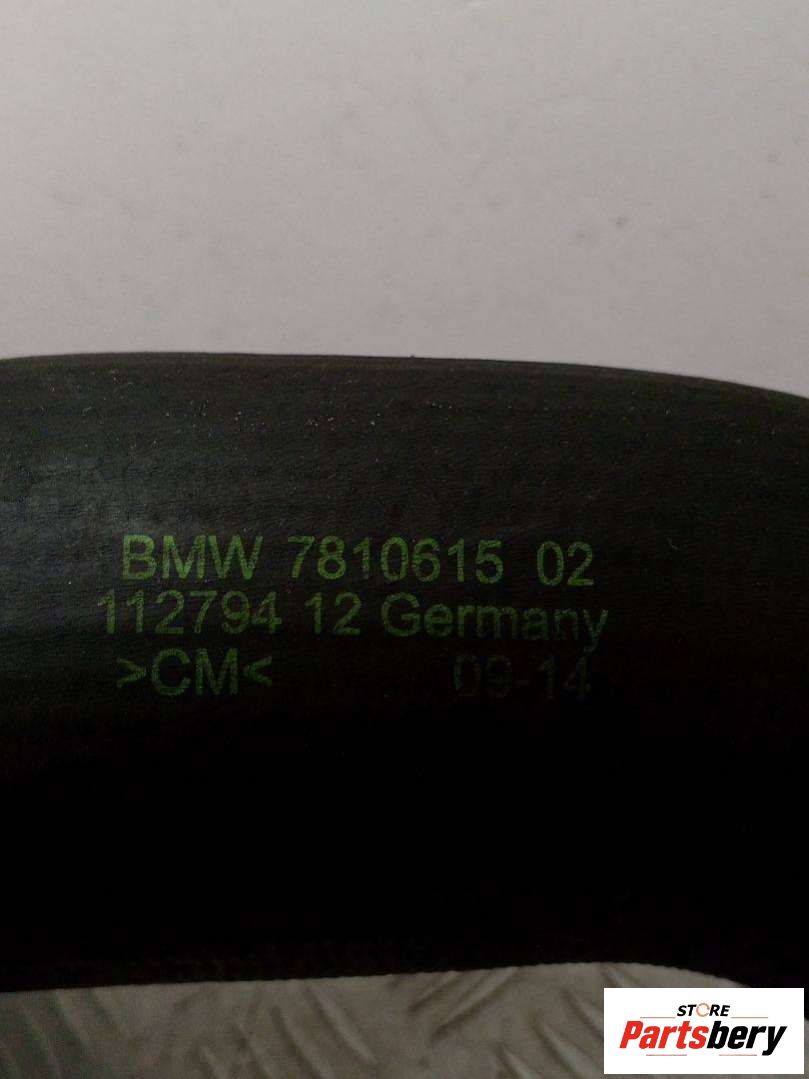 BMW 7810615 02
112794 12 Germany
>CM< 09-14
STORE
Partsbery